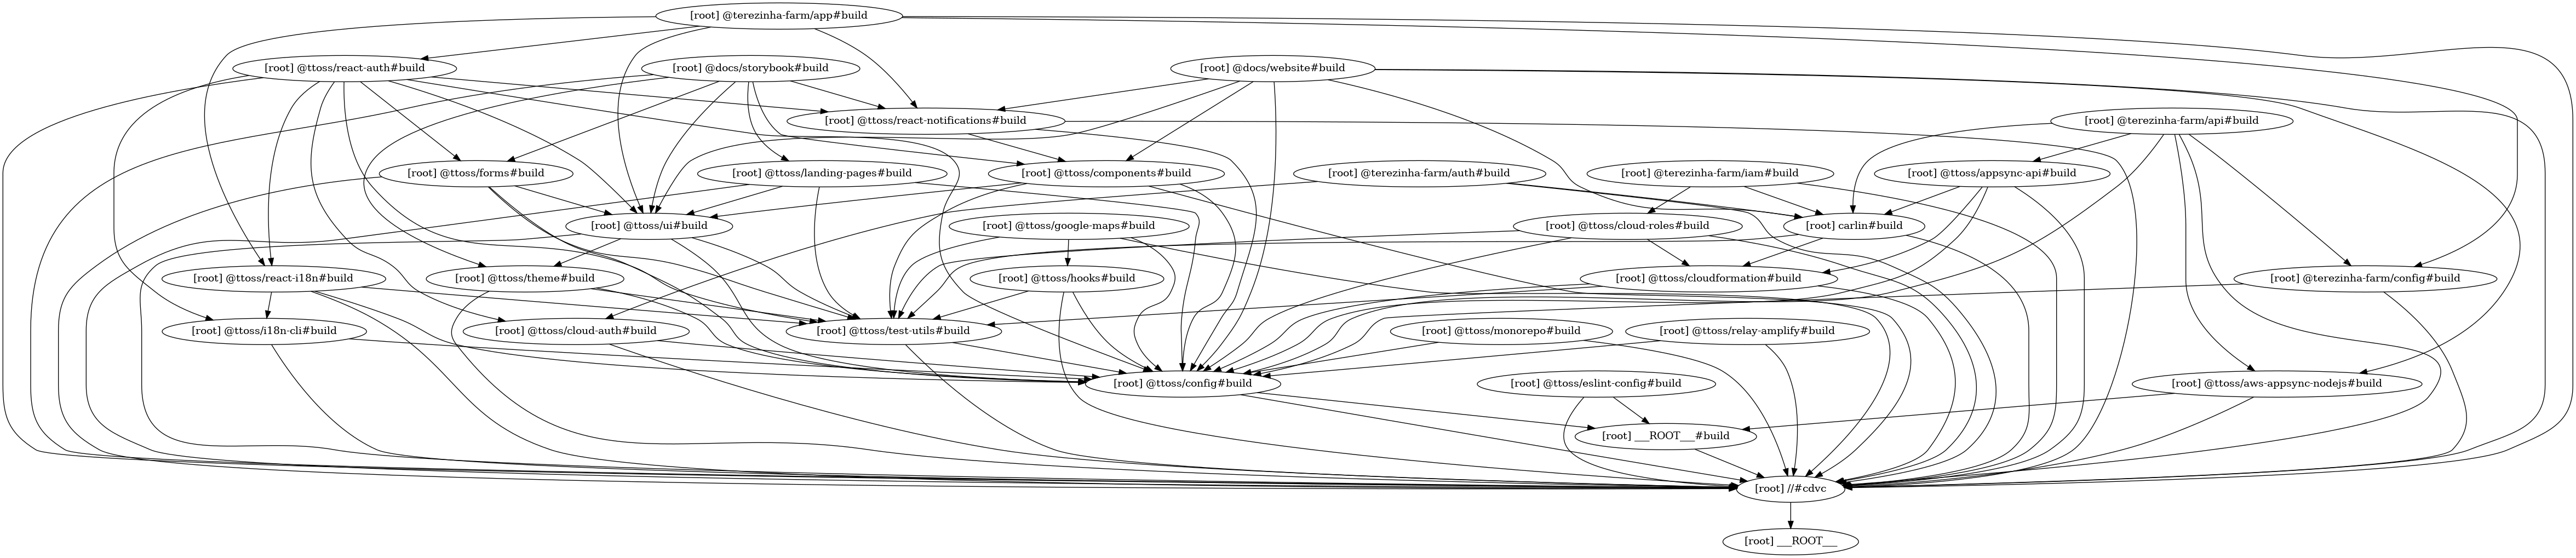 [root] @terezinha-farm/app#build
[root] @ttoss/react-auth#build
[root] @docs/storybook#build
[root] @docs/website#build
[root] @ttoss/react-notifications#build
[root] @terezinha-farm/api#build
[root] @ttoss/forms#build
[root] @ttoss/landing-pages#build
[root] @ttoss/components#build
[root] @terezinha-farm/auth#build
[root] @terezinha-farm/iam#build
[root] @ttoss/appsync-api#build
[root] @ttoss/ui#build
[root] @ttoss/google-maps#build
[root] @ttoss/cloud-roles#build
[root] carlin#build
[root] @ttoss/react-i18n#build
[root] @ttoss/theme#build
[root] @ttoss/hooks#build
[root] @ttoss/cloudformation#build
[root] @terezinha-farm/config#build
[root] @ttoss/i18n-cli#build
[root] @ttoss/cloud-auth#build
[root] @ttoss/test-utils#build
[root] @ttoss/monorepo#build
[root] @ttoss/relay-amplify#build
[root] @ttoss/config#build
[root] @ttoss/eslint-config#build
[root] @ttoss/aws-appsync-nodejs#build
[root] ___ROOT___#build
[root] //#cdvc
[root] ___ROOT___